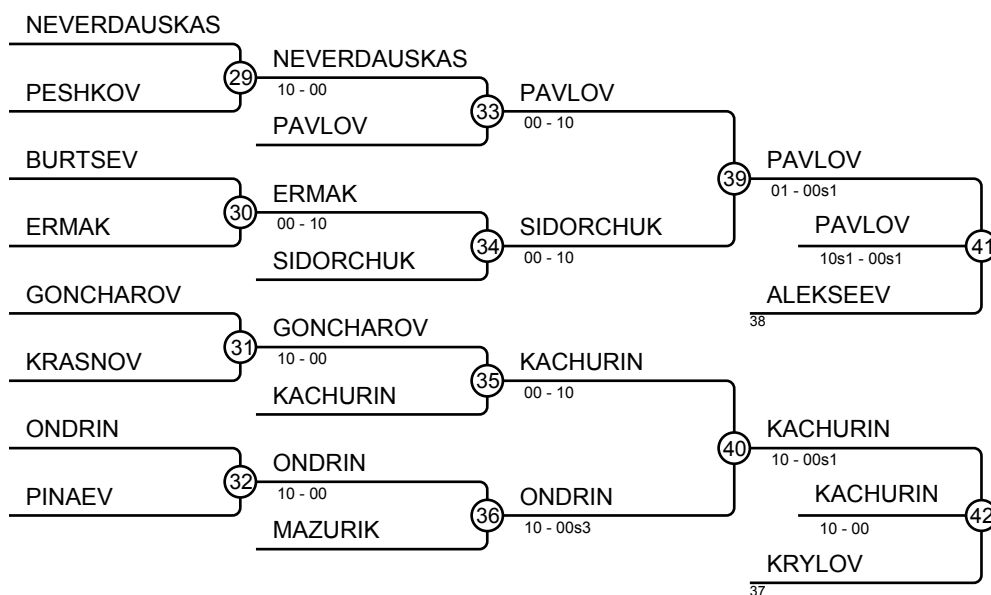 NEVERDAUSKAS
29
NEVERDAUSKAS
10 - 00
PESHKOV
33
PAVLOV
00 - 10
PAVLOV
BURTSEV
39
PAVLOV
01 - 00s1
30
ERMAK
00 - 10
ERMAK
34
SIDORCHUK
00 - 10
PAVLOV
10s1 - 00s1
41
SIDORCHUK
GONCHAROV
ALEKSEEV
38
31
GONCHAROV
10 - 00
KRASNOV
35
KACHURIN
00 - 10
KACHURIN
ONDRIN
40
KACHURIN
10 - 00s1
32
ONDRIN
10 - 00
PINAEV
36
ONDRIN
10 - 00s3
KACHURIN
10 - 00
42
MAZURIK
KRYLOV
37